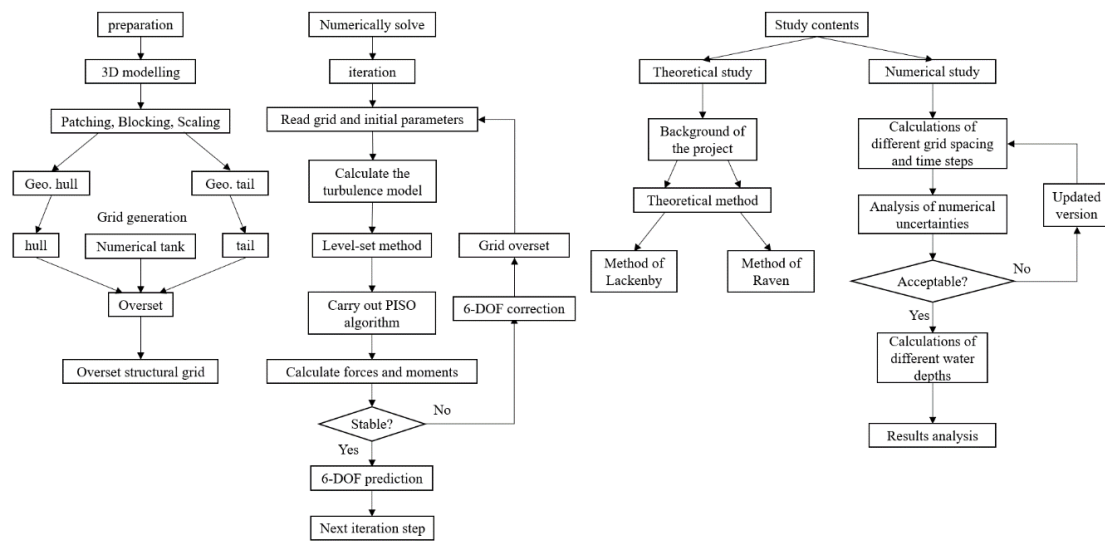 preparation
3D modelling
Patching, Blocking, Scaling
Geo. hull
Geo. tail
Grid generation
hull
Numerical tank
tail
Overset
Overset structural grid
Numerically solve
iteration
Read grid and initial parameters
Calculate the
turbulence model
Level-set method
Grid overset
Carry out PISO
algorithm
6-DOF correction
Calculate forces and moments
Stable?
No
Yes
6-DOF prediction
Next iteration step
Study contents
Theoretical study
Background of
the project
Theoretical method
Method of
Lackenby
Method of
Raven
Numerical study
Calculations of
different grid spacing
and time steps
Analysis of numerical
uncertainties
Updated
version
Acceptable?
No
Yes
Calculations of
different water
depths
Results analysis